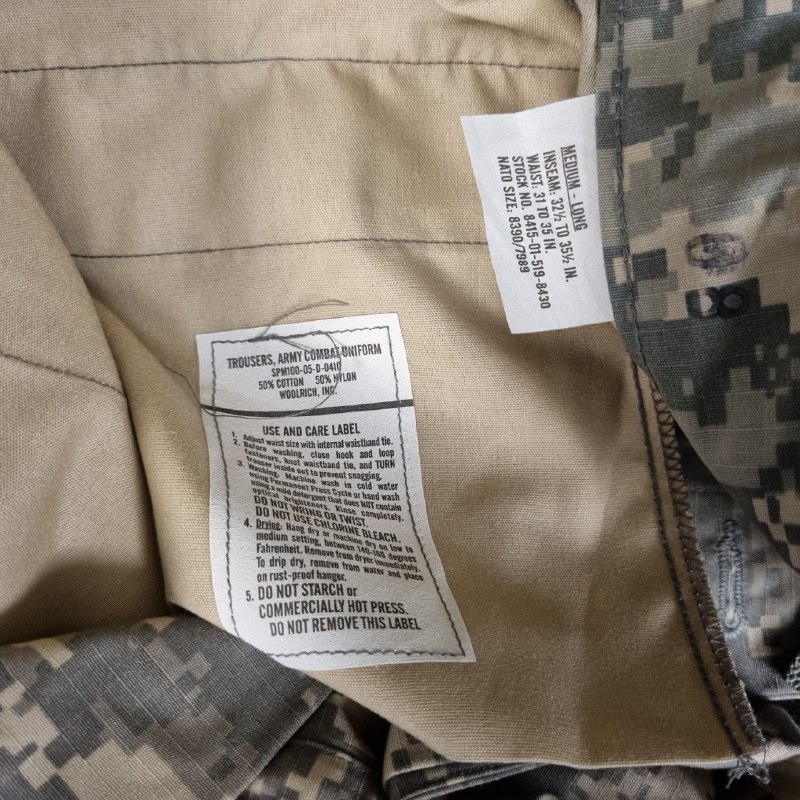 TROUSERS, ARMY COMBAT UNIFORM
SPM100-05-D-0410
50% COTTON 50% NYLON
WOOLRICH, INC.
USE AND CARE LABEL
1. Adjust waist size with internal waistband tie.
2. Before washing, close hook and loop
fasteners, knot waistband tie, and TURN
trouser inside out to prevent snagging.
3. Washing. Machine wash in cold water
using Permanent Press Cycle or hand wash
using a mild detergent that does NOT contain
optical brighteners. Rinse completely.
DO NOT WRING OR TWIST.
DO NOT USE CHLORINE BLEACH.
4. Drying: Hang dry or machine dry on low to
medium setting, between 140-160 degrees
Fahrenheit. Remove from dryer immediately.
To drip dry, remove from water and place
on rust-proof hanger.
5. DO NOT STARCH or
COMMERCIALLY HOT PRESS.
DO NOT REMOVE THIS LABEL
MEDIUM - LONG
INSEAM: 32½ TO 35½ IN.
WAIST: 31 TO 35 IN.
STOCK NO. 8415-01-519-8430
NATO SIZE: 8390/7989